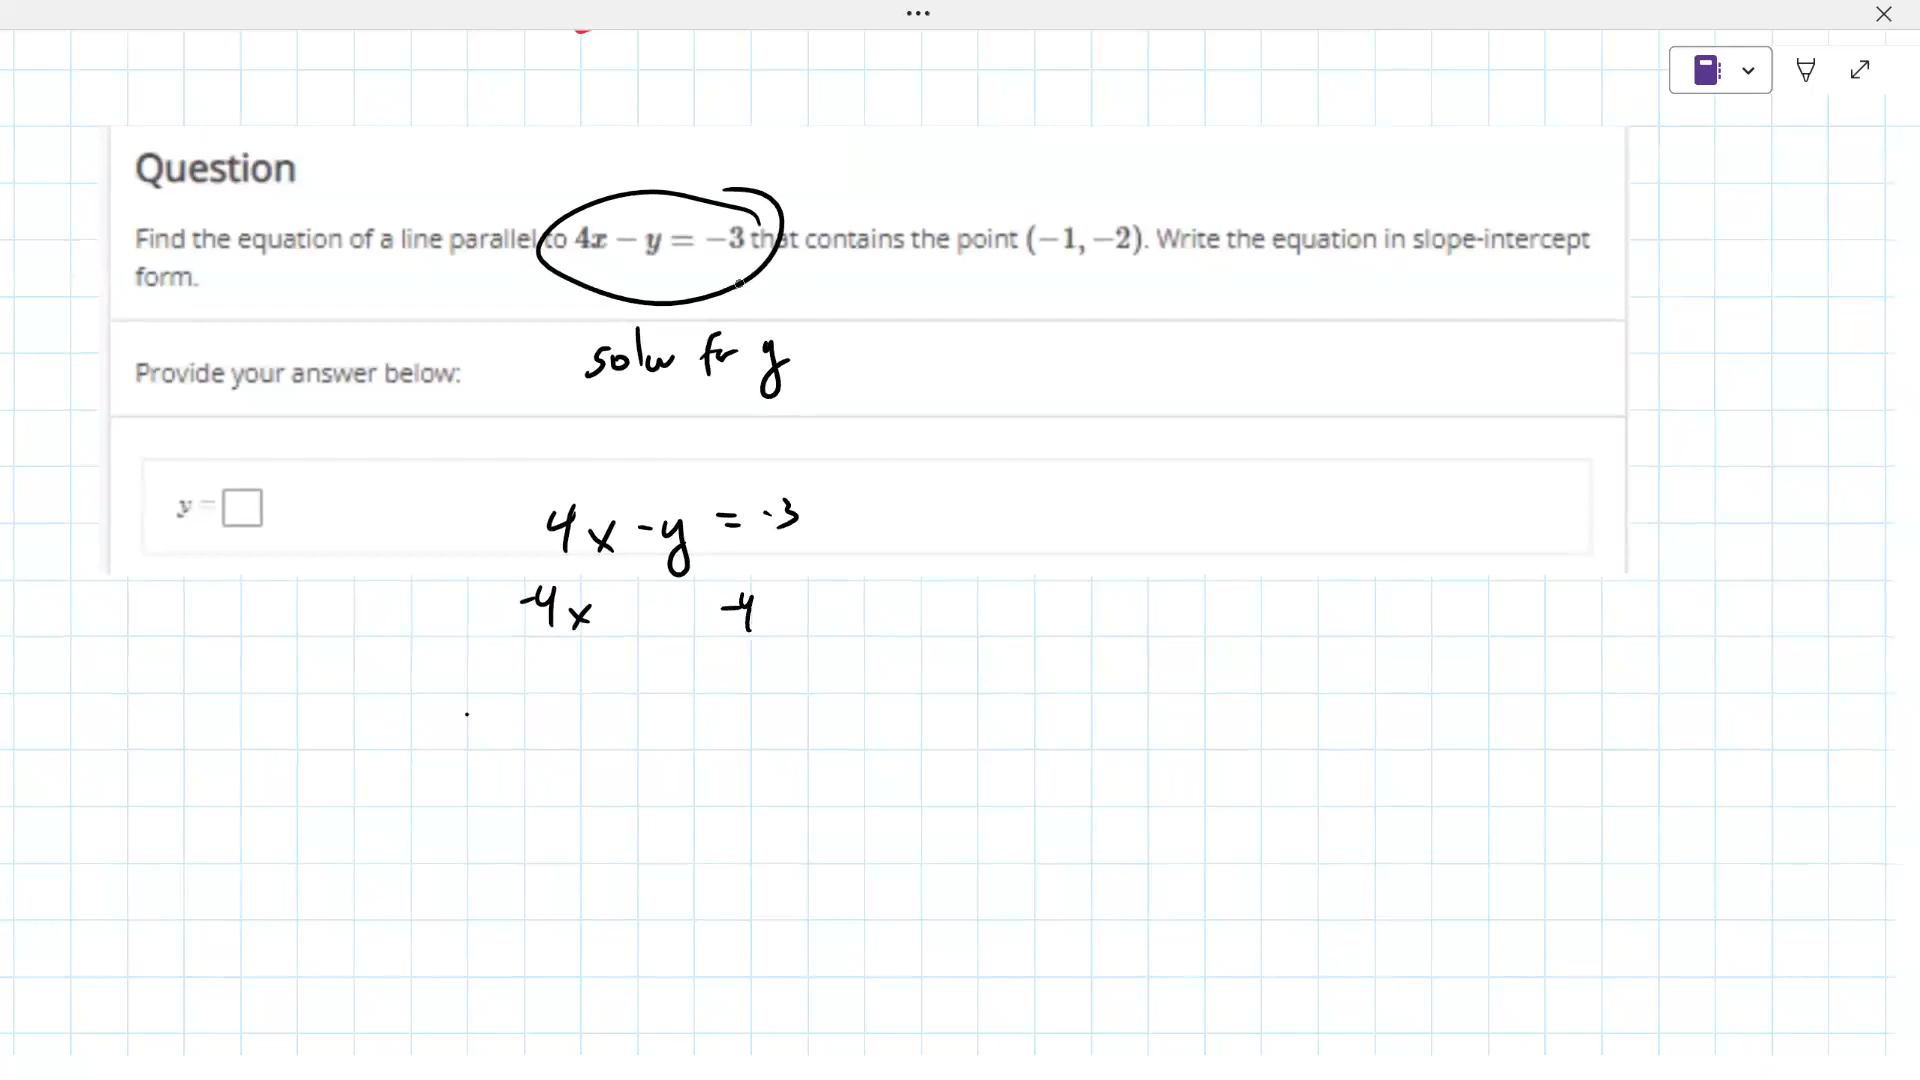 Question
Find the equation of a line parallel to 4x − y = −3 that contains the point (−1, −2). Write the equation in slope-intercept
form.
solve for y
Provide your answer below:
y =
4x - y = -3
-4x -4